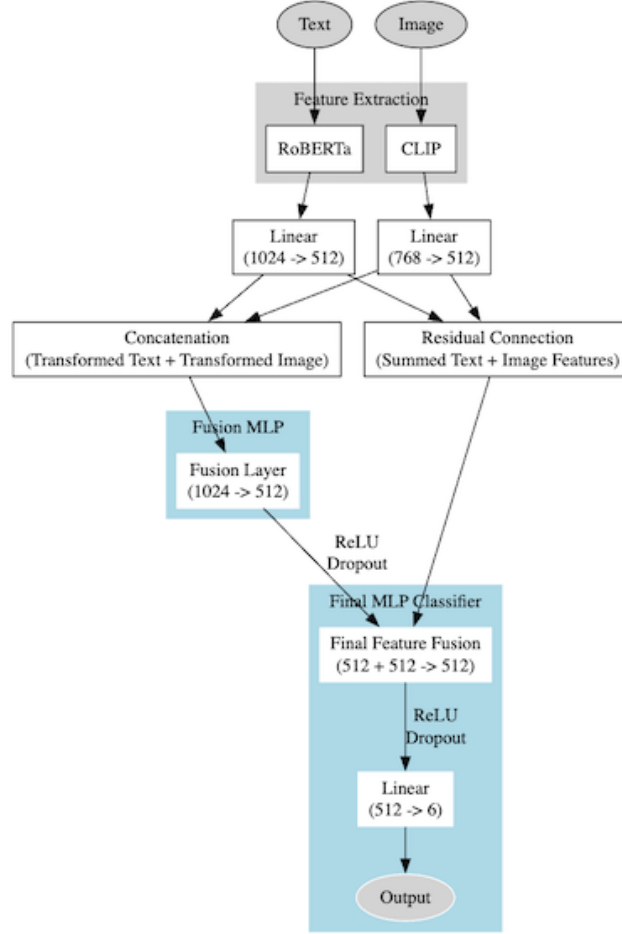 Text
Image
Feature Extraction
RoBERTa
CLIP
Linear
(1024 -> 512)
Linear
(768 -> 512)
Concatenation
(Transformed Text + Transformed Image)
Residual Connection
(Summed Text + Image Features)
Fusion MLP
Fusion Layer
(1024 -> 512)
ReLU
Dropout
Final MLP Classifier
Final Feature Fusion
(512 + 512 -> 512)
ReLU
Dropout
Linear
(512 -> 6)
Output